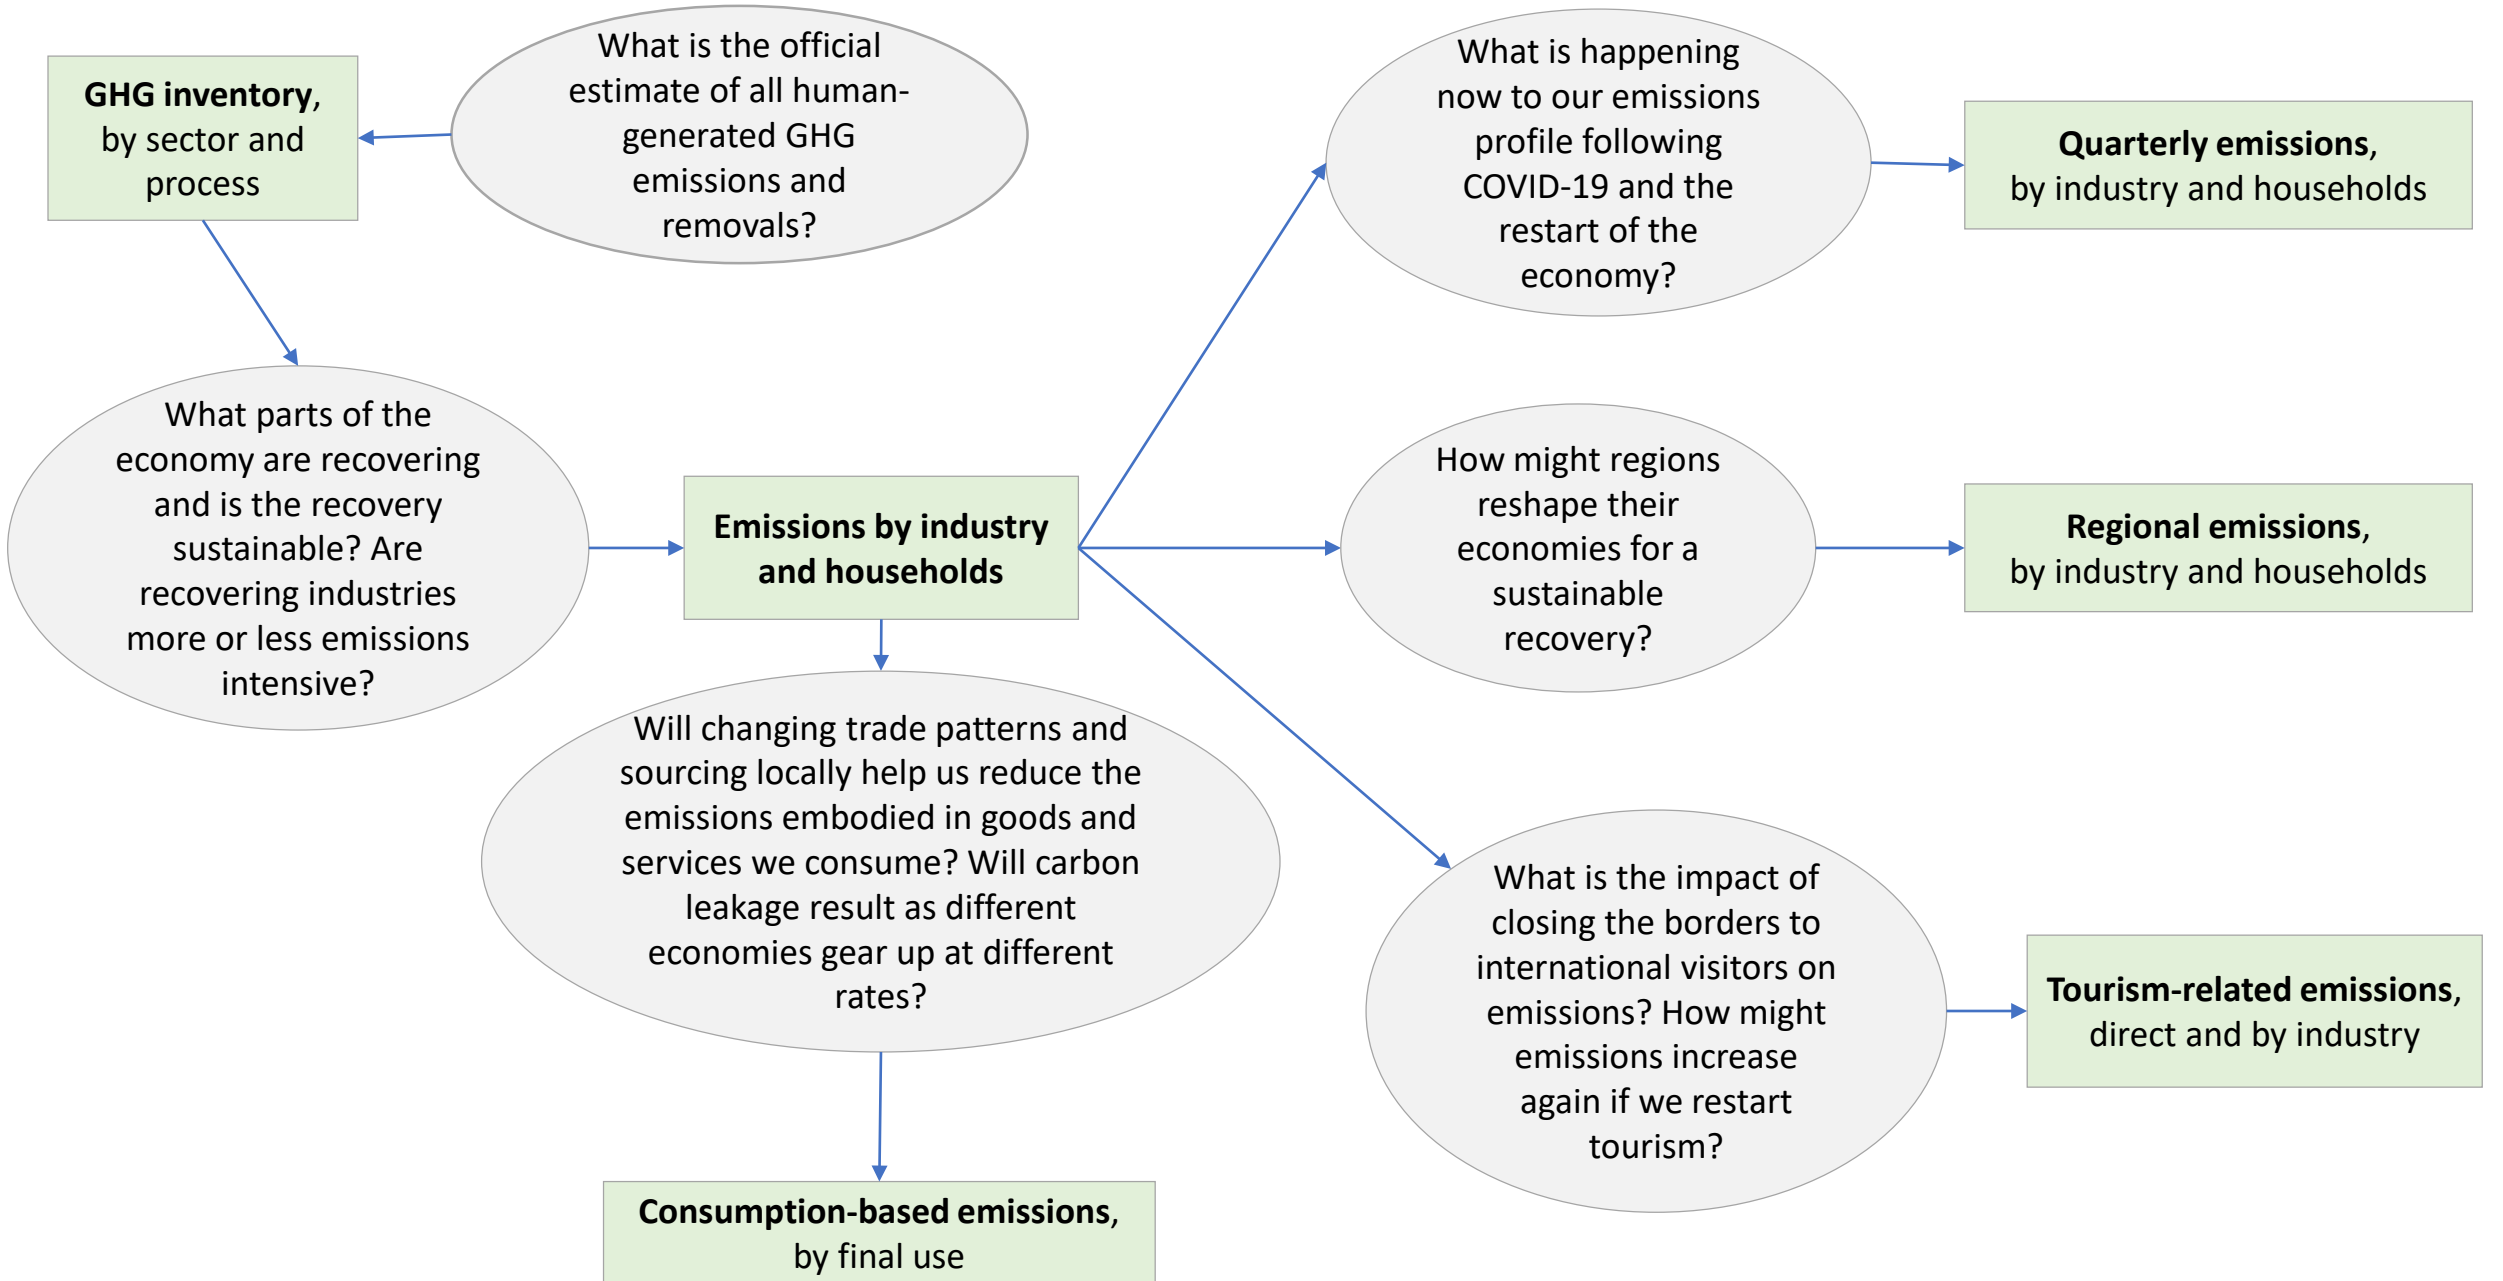 GHG inventory,
by sector and
process
What is the official
estimate of all human-
generated GHG
emissions and
removals?
What is happening
now to our emissions
profile following
COVID-19 and the
restart of the
economy?
Quarterly emissions,
by industry and households
What parts of the
economy are recovering
and is the recovery
sustainable? Are
recovering industries
more or less emissions
intensive?
Emissions by industry
and households
How might regions
reshape their
economies for a
sustainable
recovery?
Regional emissions,
by industry and households
Will changing trade patterns and
sourcing locally help us reduce the
emissions embodied in goods and
services we consume? Will carbon
leakage result as different
economies gear up at different
rates?
What is the impact of
closing the borders to
international visitors on
emissions? How might
emissions increase
again if we restart
tourism?
Tourism-related emissions,
direct and by industry
Consumption-based emissions,
by final use